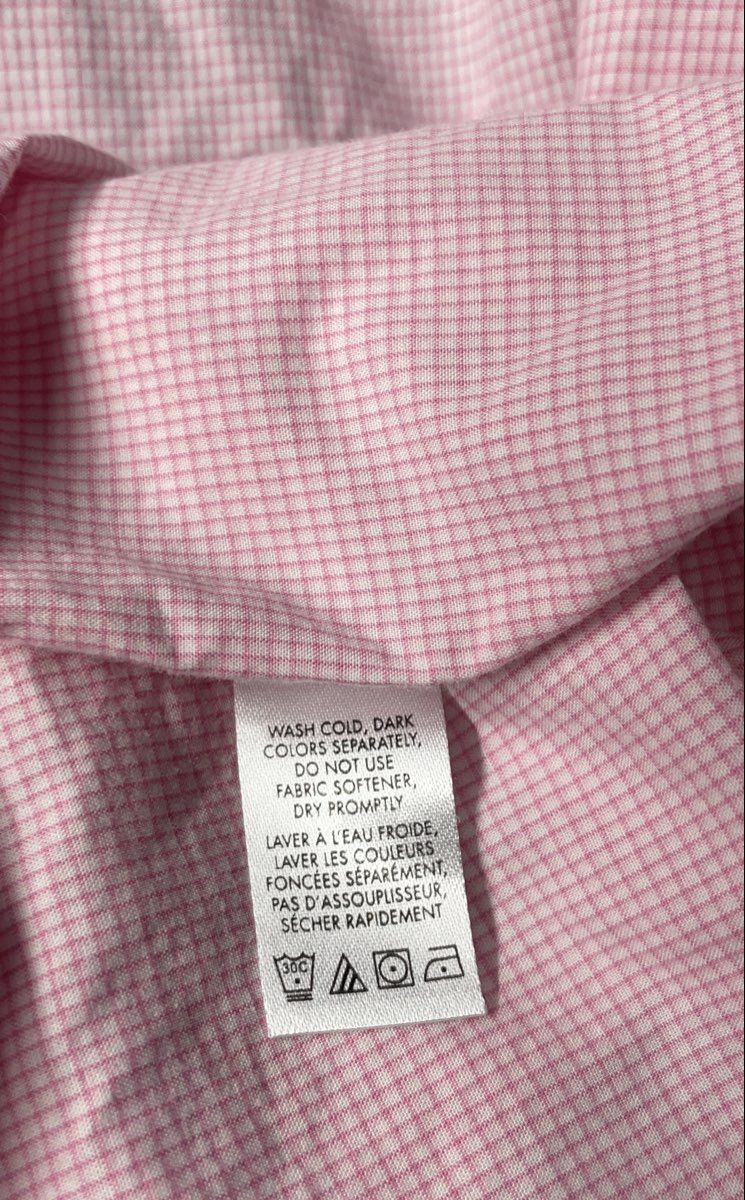 WASH COLD, DARK
COLORS SEPARATELY,
DO NOT USE
FABRIC SOFTENER,
DRY PROMPTLY
LAVER À L'EAU FROIDE,
LAVER LES COULEURS
FONCÉES SÉPARÉMENT,
PAS D'ASSOUPLISSEUR,
SÉCHER RAPIDEMENT
30C